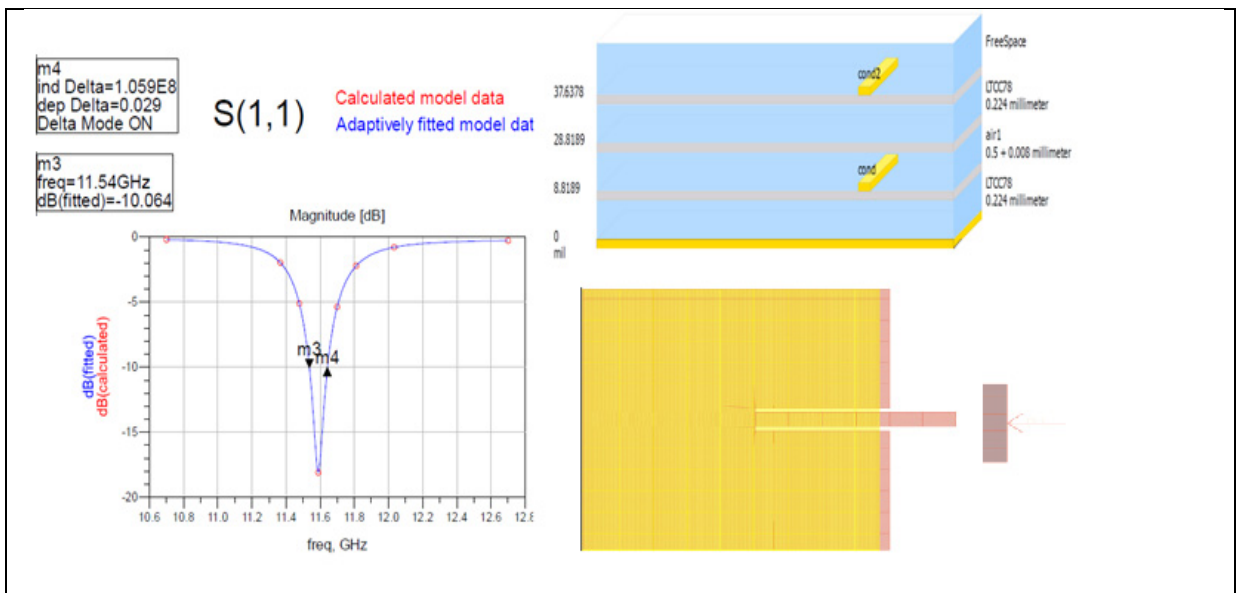 m4
ind Delta=1.059E8
dep Delta=0.029
Delta Mode ON
m3
freq=11.54GHz
dB(fitted)=-10.064
S(1,1)
Calculated model data
Adaptively fitted model dat
Magnitude [dB]
0
-5
-10
-15
-20
m3
m4
10.6 10.8 11.0 11.2 11.4 11.6 11.8 12.0 12.2 12.4 12.6 12.8
freq, GHz
dB(fitted)
dB(calculated)
37.6378
28.8189
8.8189
0
mil
cond2
cond
FreeSpace
LTCC78
0.224 millimeter
air1
0.5 + 0.008 millimeter
LTCC78
0.224 millimeter